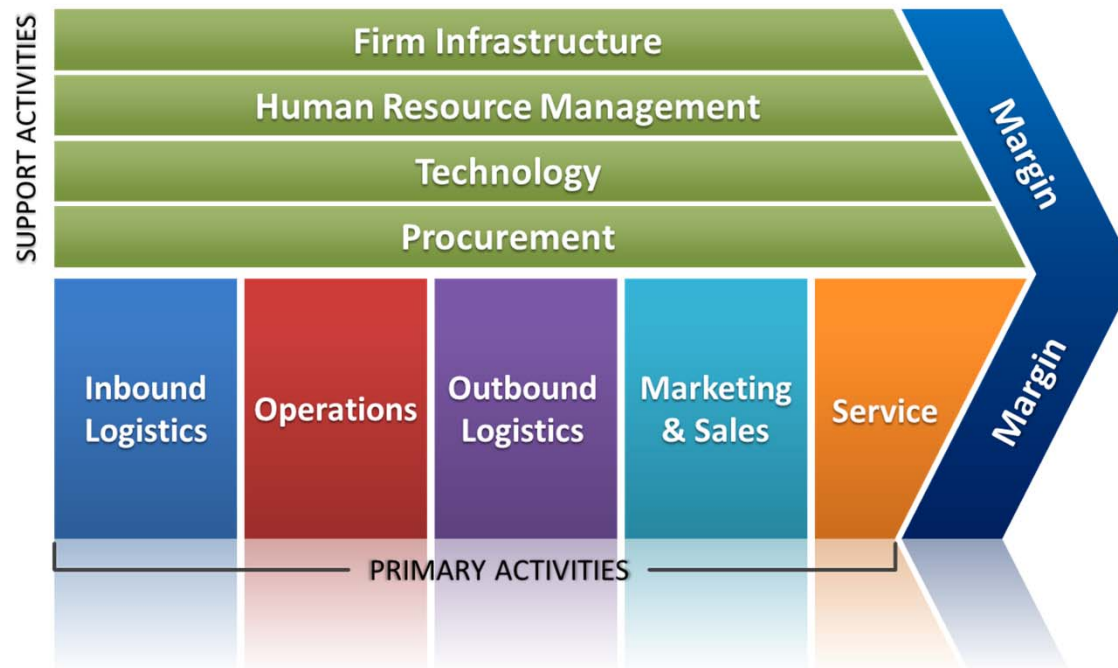 SUPPORT ACTIVITIES
Firm Infrastructure
Human Resource Management
Technology
Procurement
Margin
Margin
Inbound
Logistics
Operations
Outbound
Logistics
Marketing
& Sales
Service
PRIMARY ACTIVITIES